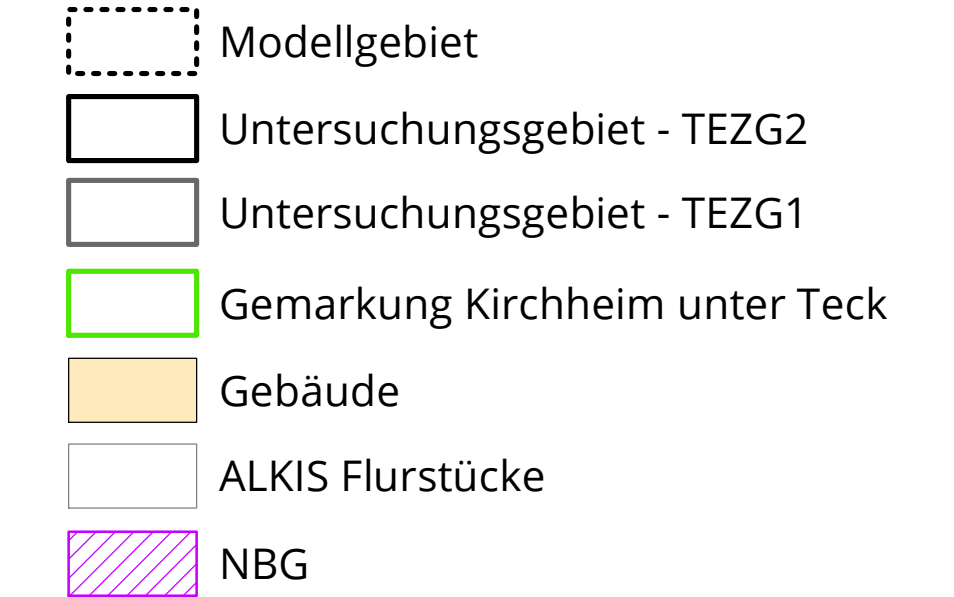 Modellgebiet
Untersuchungsgebiet - TEZG2
Untersuchungsgebiet - TEZG1
Gemarkung Kirchheim unter Teck
Gebäude
ALKIS Flurstücke
NBG